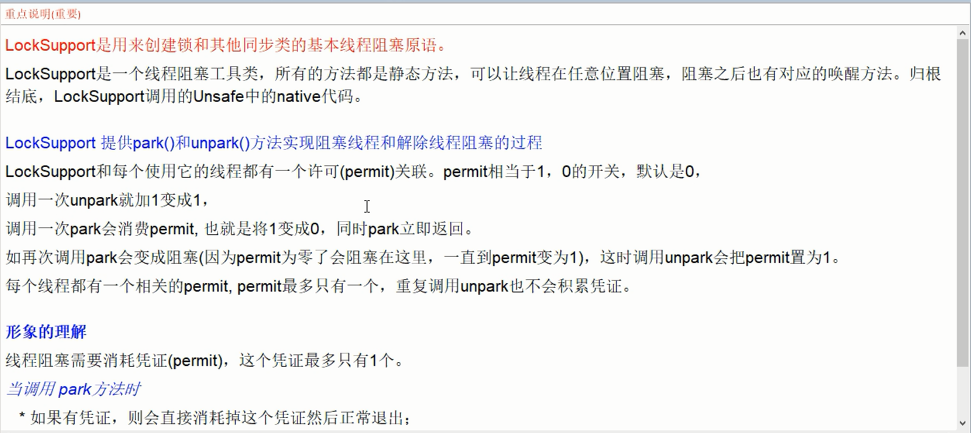 重点说明(重要)
LockSupport是用来创建锁和其他同步类的基本线程阻塞原语。
LockSupport是一个线程阻塞工具类，所有的方法都是静态方法，可以让线程在任意位置阻塞，阻塞之后也有对应的唤醒方法。归根
结底，LockSupport调用的Unsafe中的native代码。
LockSupport 提供park()和unpark()方法实现阻塞线程和解除线程阻塞的过程
LockSupport和每个使用它的线程都有一个许可(permit)关联。permit相当于1，0的开关，默认是0，
调用一次unpark就加1变成1，
调用一次park会消费permit, 也就是将1变成0，同时park立即返回。
如再次调用park会变成阻塞(因为permit为零了会阻塞在这里，一直到permit变为1)，这时调用unpark会把permit置为1。
每个线程都有一个相关的permit, permit最多只有一个，重复调用unpark也不会积累凭证。
形象的理解
线程阻塞需要消耗凭证(permit)，这个凭证最多只有1个。
当调用 park方法时
* 如果有凭证，则会直接消耗掉这个凭证然后正常退出；